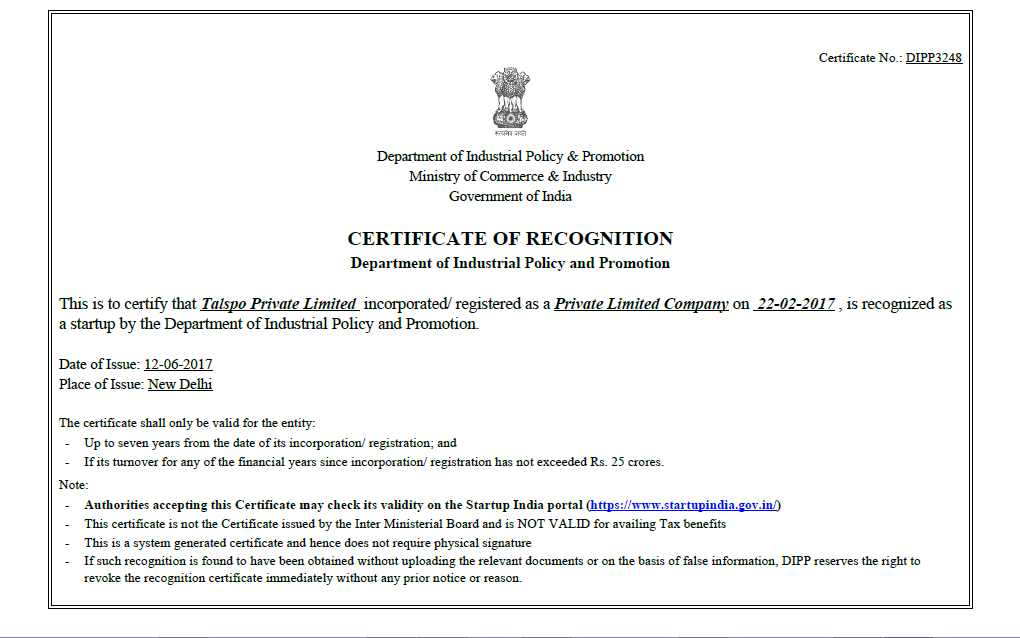 Certificate No.: DIPP3248
सत्यमेव जयते
Department of Industrial Policy & Promotion
Ministry of Commerce & Industry
Government of India
CERTIFICATE OF RECOGNITION
Department of Industrial Policy and Promotion
This is to certify that Talspo Private Limited incorporated/ registered as a Private Limited Company on 22-02-2017 , is recognized as
a startup by the Department of Industrial Policy and Promotion.
Date of Issue: 12-06-2017
Place of Issue: New Delhi
The certificate shall only be valid for the entity:
- Up to seven years from the date of its incorporation/ registration; and
- If its turnover for any of the financial years since incorporation/ registration has not exceeded Rs. 25 crores.
Note:
- Authorities accepting this Certificate may check its validity on the Startup India portal (https://www.startupindia.gov.in/)
- This certificate is not the Certificate issued by the Inter Ministerial Board and is NOT VALID for availing Tax benefits
- This is a system generated certificate and hence does not require physical signature
- If such recognition is found to have been obtained without uploading the relevant documents or on the basis of false information, DIPP reserves the right to
revoke the recognition certificate immediately without any prior notice or reason.